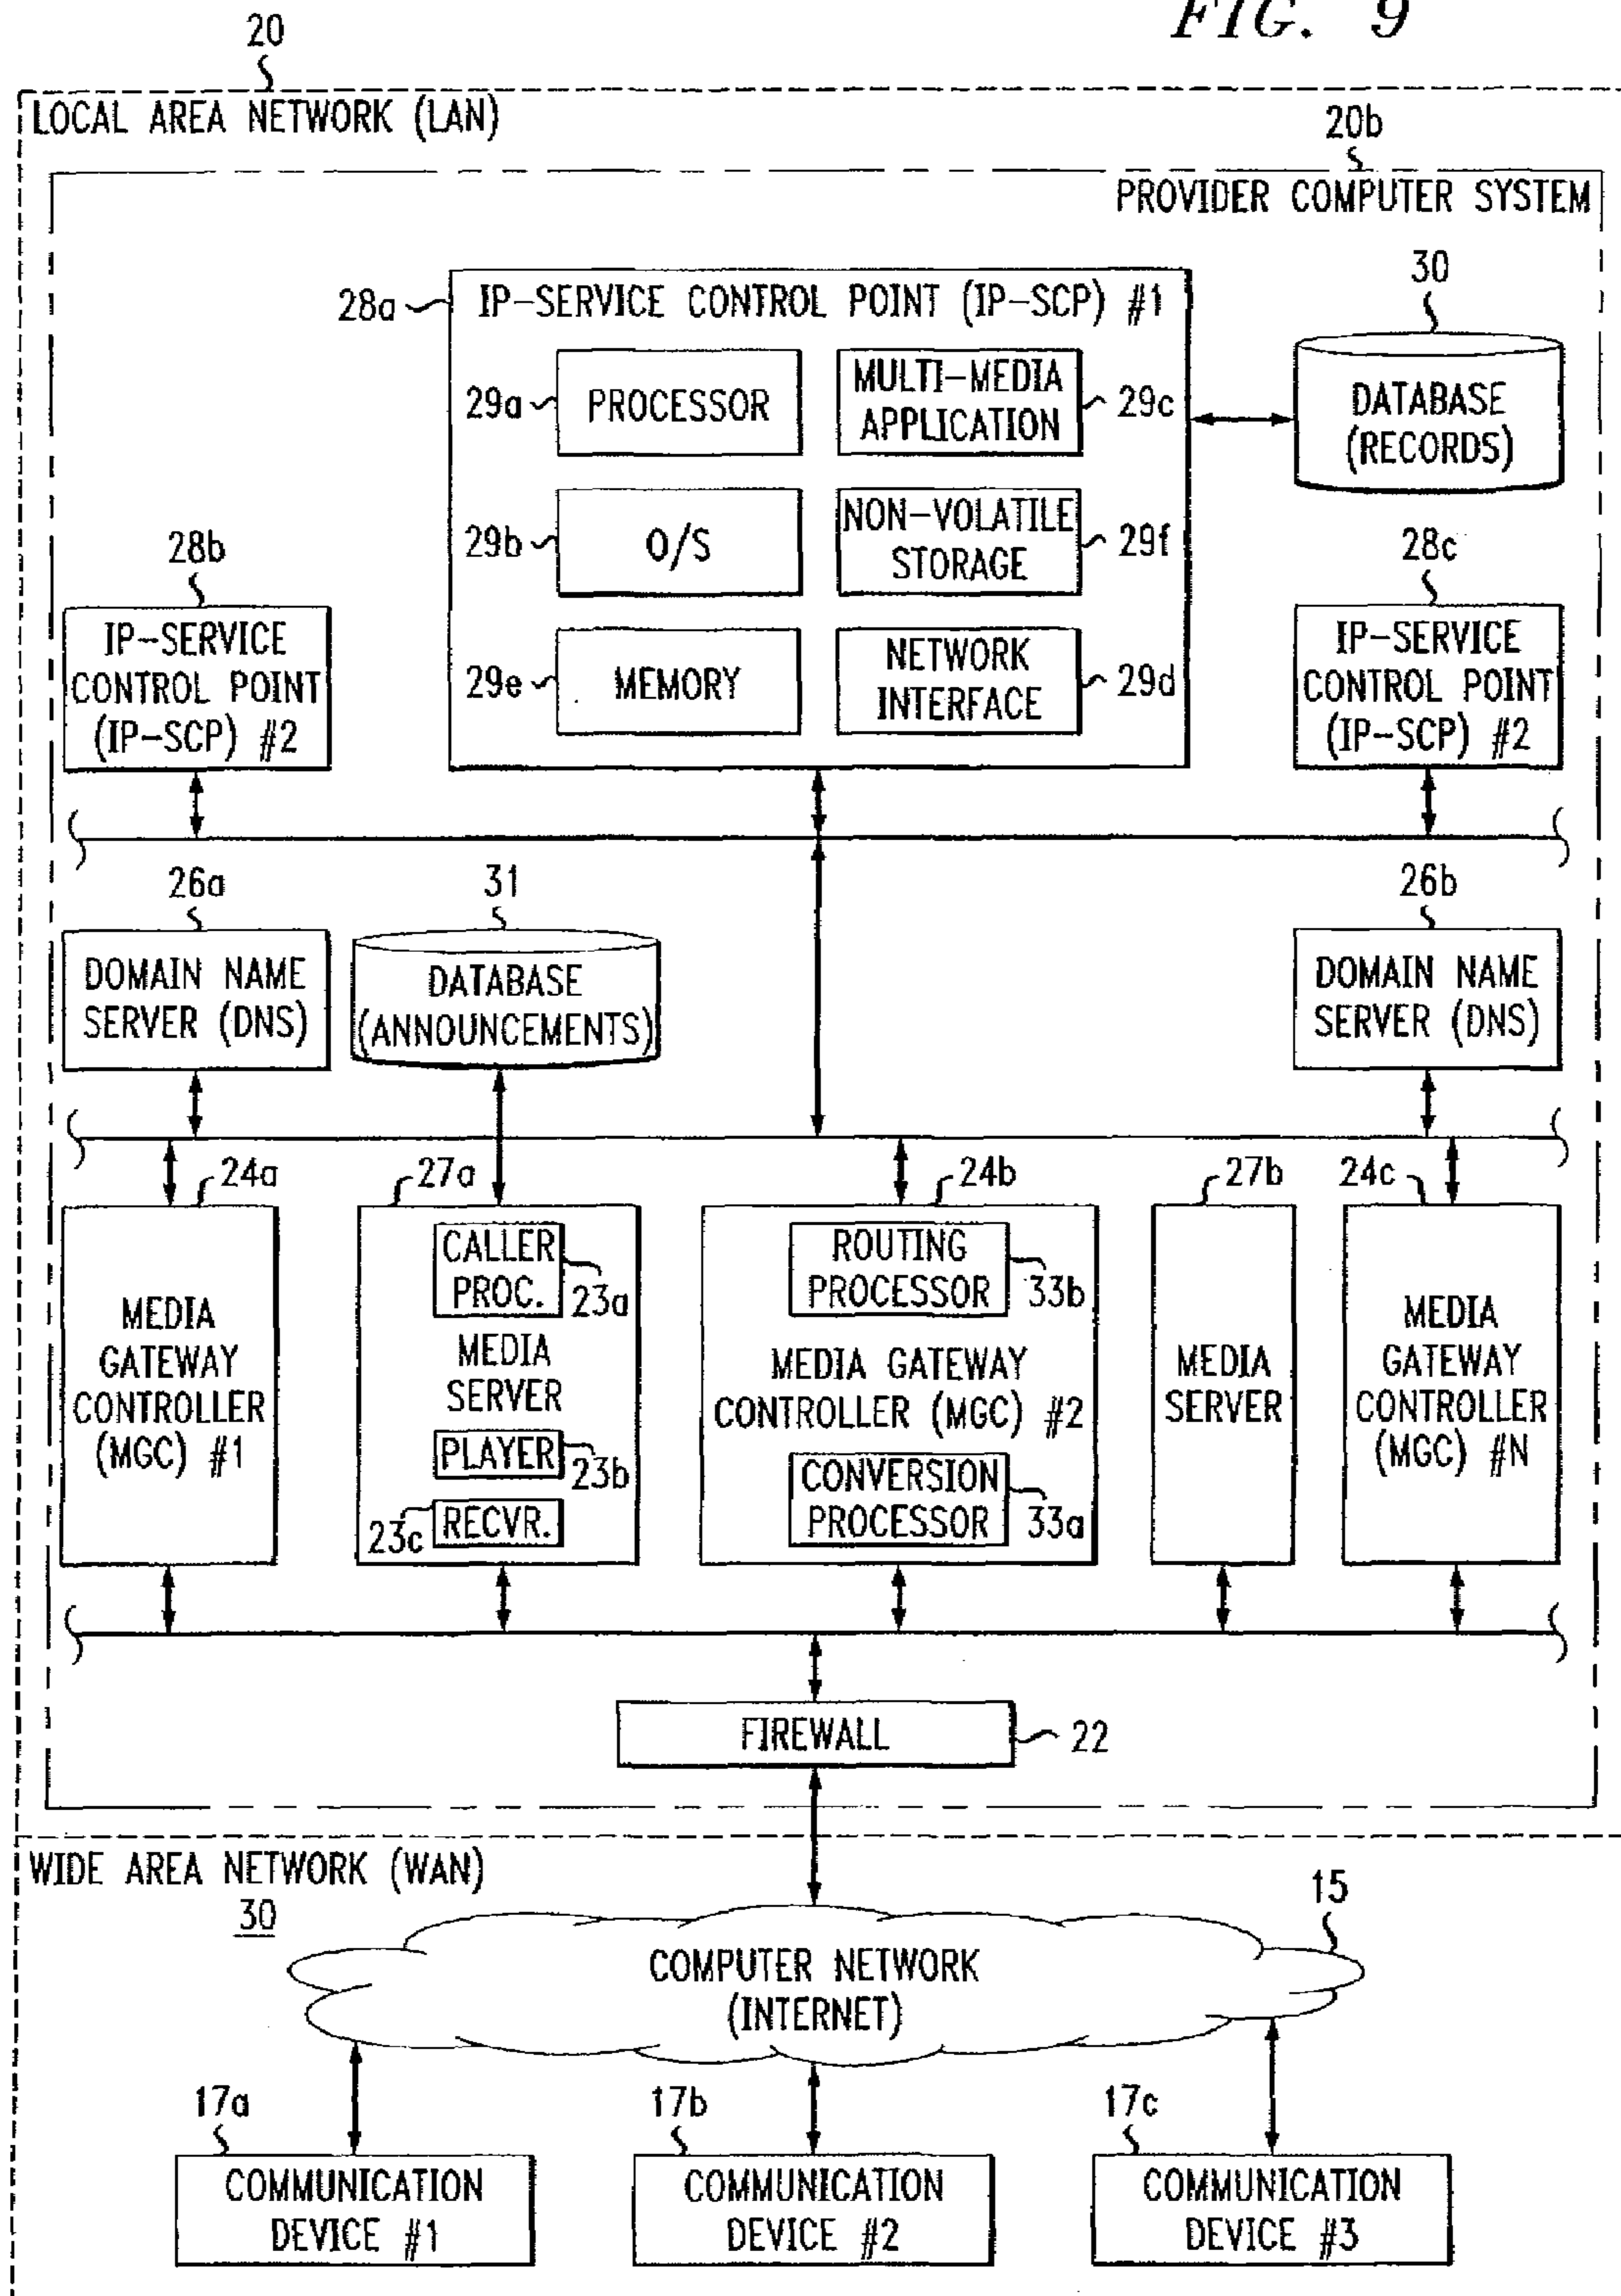 FIG. 9
20
LOCAL AREA NETWORK (LAN)
20b
PROVIDER COMPUTER SYSTEM
28a
IP-SERVICE CONTROL POINT (IP-SCP) #1
30
29a
PROCESSOR
MULTI-MEDIA
APPLICATION
29c
DATABASE
(RECORDS)
29b
O/S
NON-VOLATILE
STORAGE
29f
28b
28c
IP-SERVICE
CONTROL POINT
(IP-SCP) #2
29e
MEMORY
NETWORK
INTERFACE
29d
IP-SERVICE
CONTROL POINT
(IP-SCP) #2
26a
31
26b
DOMAIN NAME
SERVER (DNS)
DATABASE
(ANNOUNCEMENTS)
DOMAIN NAME
SERVER (DNS)
24a
27a
24b
27b
24c
MEDIA
GATEWAY
CONTROLLER
(MGC) #1
CALLER
PROC.
23a
MEDIA
SERVER
PLAYER
23b
23c
RECVR.
ROUTING
PROCESSOR
33b
MEDIA GATEWAY
CONTROLLER (MGC) #2
CONVERSION
PROCESSOR
33a
MEDIA
SERVER
MEDIA
GATEWAY
CONTROLLER
(MGC) #N
FIREWALL
22
WIDE AREA NETWORK (WAN)
30
15
COMPUTER NETWORK
(INTERNET)
17a
17b
17c
COMMUNICATION
DEVICE #1
COMMUNICATION
DEVICE #2
COMMUNICATION
DEVICE #3